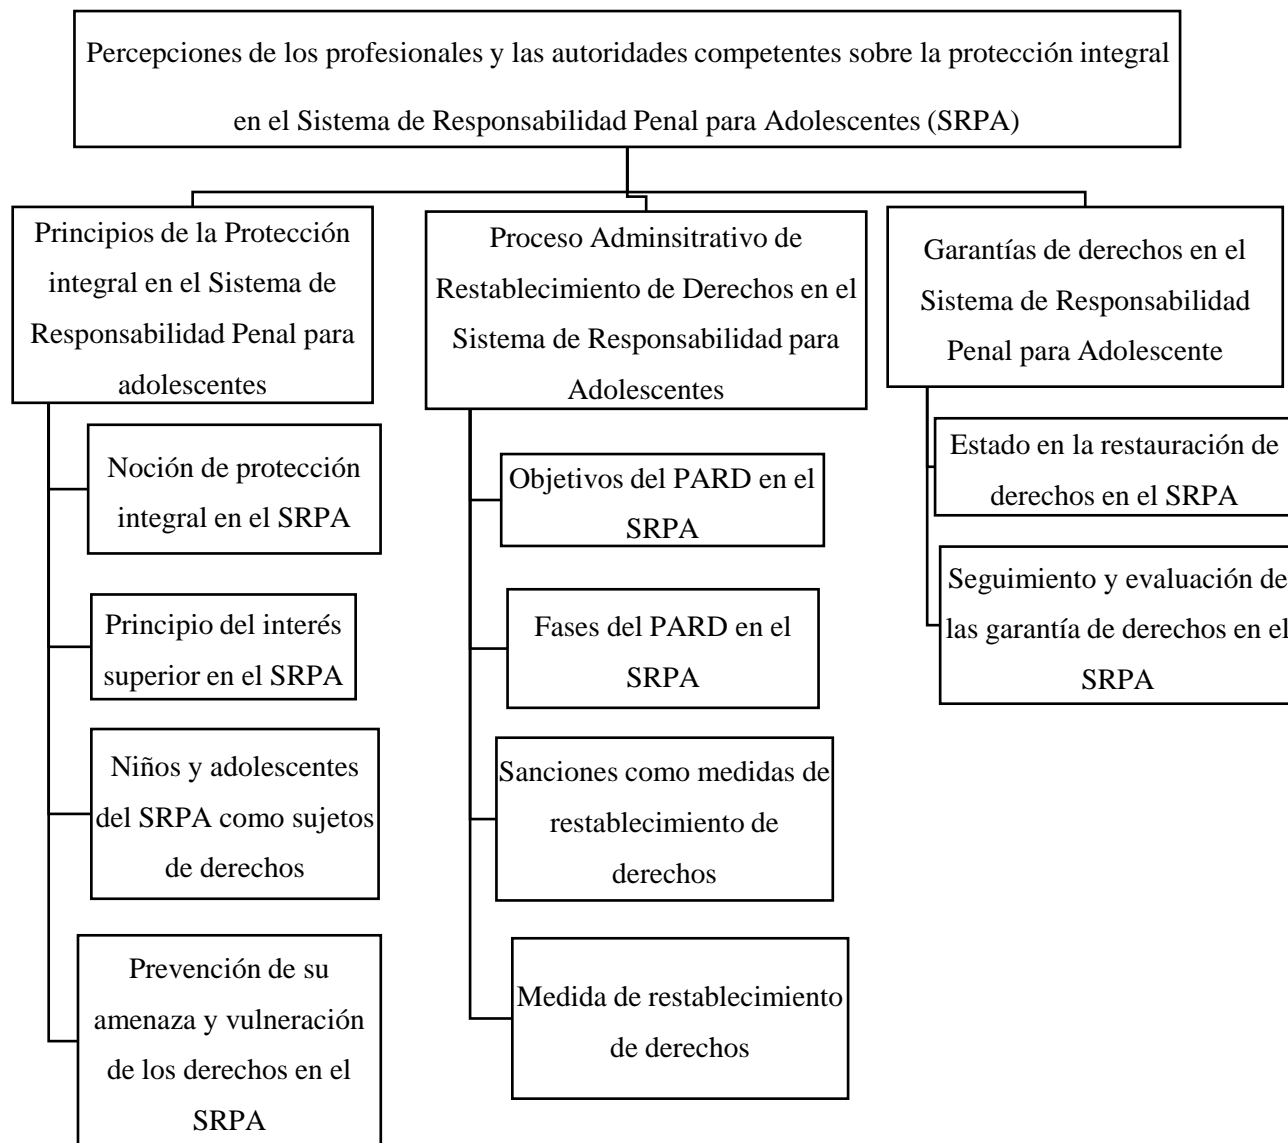 Percepciones de los profesionales y las autoridades competentes sobre la protección integral
en el Sistema de Responsabilidad Penal para Adolescentes (SRPA)
Principios de la Protección
integral en el Sistema de
Responsabilidad Penal para
adolescentes
Noción de protección
integral en el SRPA
Principio del interés
superior en el SRPA
Niños y adolescentes
del SRPA como sujetos
de derechos
Prevención de su
amenaza y vulneración
de los derechos en el
SRPA
Proceso Adminsitrativo de
Restablecimiento de Derechos en el
Sistema de Responsabilidad para
Adolescentes
Objetivos del PARD en el
SRPA
Fases del PARD en el
SRPA
Sanciones como medidas de
restablecimiento de
derechos
Medida de restablecimiento
de derechos
Garantías de derechos en el
Sistema de Responsabilidad
Penal para Adolescente
Estado en la restauración de
derechos en el SRPA
Seguimiento y evaluación de
las garantía de derechos en el
SRPA